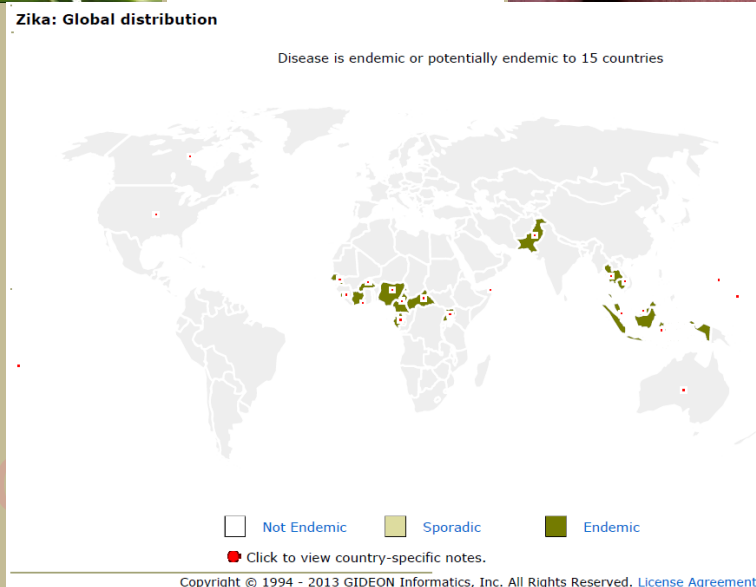 Zika: Global distribution
Disease is endemic or potentially endemic to 15 countries
Not Endemic Sporadic Endemic
Click to view country-specific notes.
Copyright © 1994 - 2013 GIDEON Informatics, Inc. All Rights Reserved. License Agreement